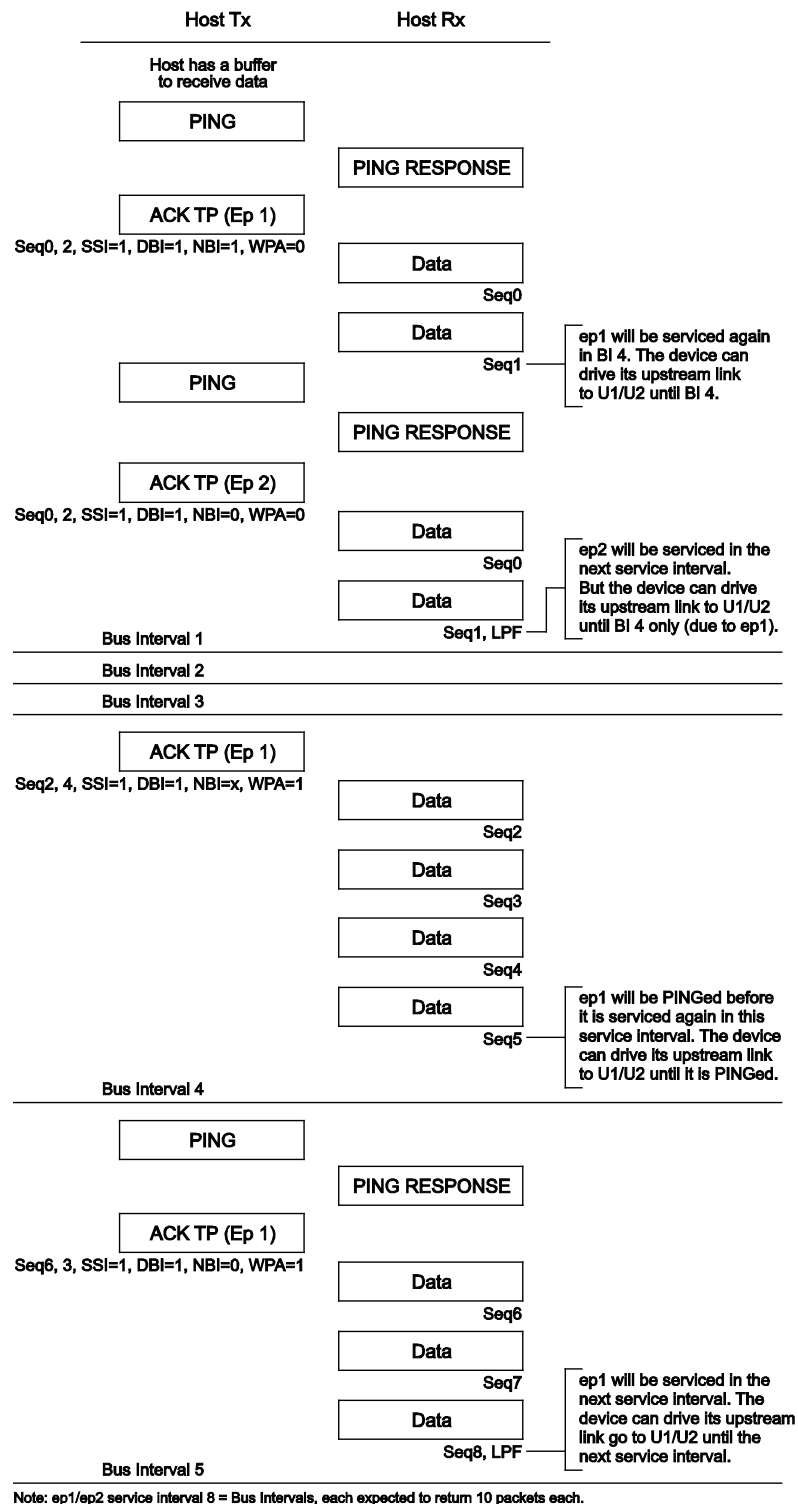 Host Tx
Host Rx
Host has a buffer
to receive data
PING
PING RESPONSE
ACK TP (Ep 1)
Seq0, 2, SSI=1, DBI=1, NBI=1, WPA=0
Data
Seq0
Data
Seq1
ep1 will be serviced again
in BI 4. The device can
drive its upstream link
to U1/U2 until BI 4.
PING
PING RESPONSE
ACK TP (Ep 2)
Seq0, 2, SSI=1, DBI=1, NBI=0, WPA=0
Data
Seq0
Data
Seq1, LPF
ep2 will be serviced in the
next service interval.
But the device can drive
its upstream link to U1/U2
until BI 4 only (due to ep1).
Bus Interval 1
Bus Interval 2
Bus Interval 3
ACK TP (Ep 1)
Seq2, 4, SSI=1, DBI=1, NBI=x, WPA=1
Data
Seq2
Data
Seq3
Data
Seq4
Data
Seq5
ep1 will be PINGed before
it is serviced again in this
service interval. The device
can drive its upstream link
to U1/U2 until it is PINGed.
Bus Interval 4
PING
PING RESPONSE
ACK TP (Ep 1)
Seq6, 3, SSI=1, DBI=1, NBI=0, WPA=1
Data
Seq6
Data
Seq7
Data
Seq8, LPF
ep1 will be serviced in the
next service interval. The
device can drive its upstream
link go to U1/U2 until the
next service interval.
Bus Interval 5
Note: ep1/ep2 service interval 8 = Bus Intervals, each expected to return 10 packets each.